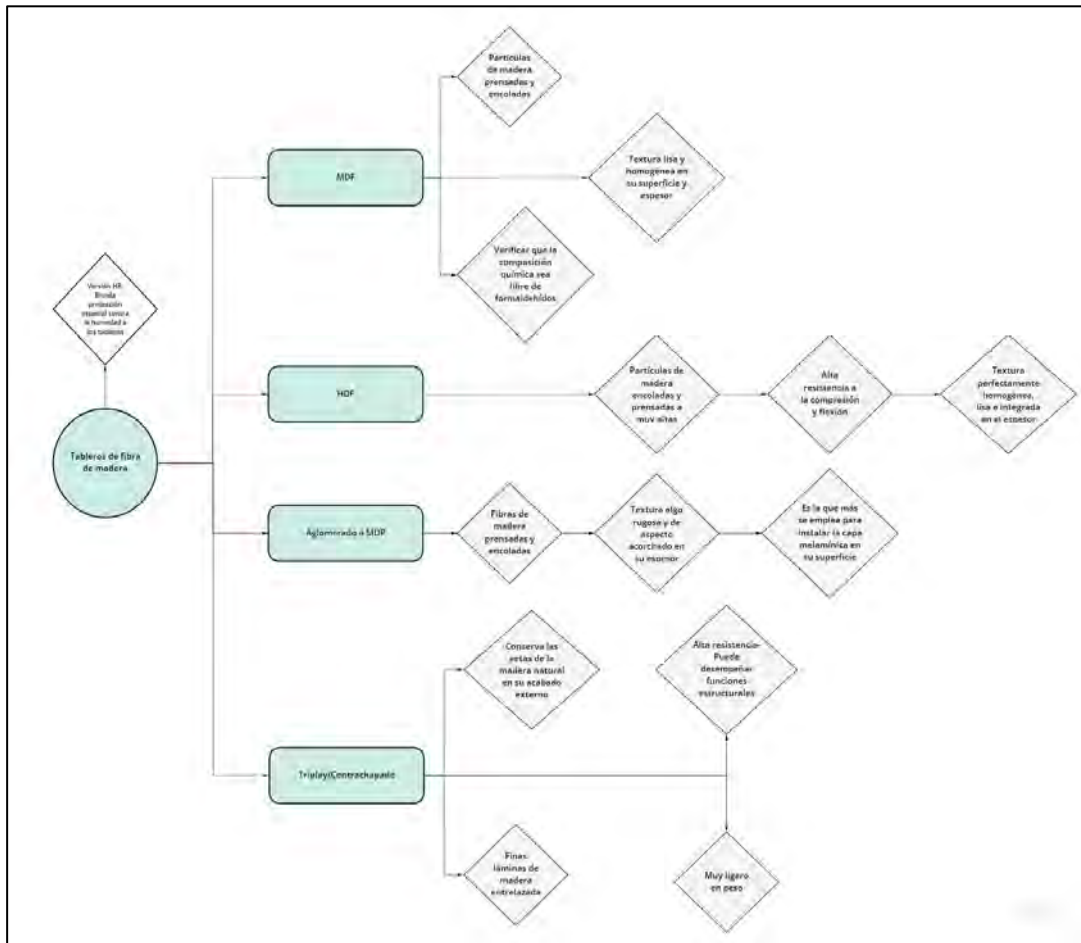 Partículas
de madera
prensadas y
encoladas
MDF
Textura lisa y
homogénea en
su superficie y
espesor
Verificar que la
composición
química sea
libre de
formaldehídos
Versión HR:
Brinda
protección
especial contra
la humedad a
los tableros
Tableros de fibra
de madera
HDF
Partículas de
madera
encoladas y
prensadas a
muy altas
Alta
resistencia a
la compresión
y flexión
Textura
perfectamente
homogénea,
lisa e integrada
en el espesor
Aglomerado ó MDP
Fibras de
madera
prensadas y
encoladas
Textura algo
rugosa y de
aspecto
acorchado en
su espesor
Es la que más
se emplea para
instalar la capa
melamínica en
su superficie
Triplay/Contrachapado
Conserva las
vetas de la
madera natural
en su acabado
externo
Alta resistencia-
Puede
desempeñar
funciones
estructurales
Finas
láminas de
madera
entrelazada
Muy ligero
en peso